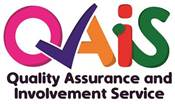 QAiS
Quality Assurance and
Involvement Service